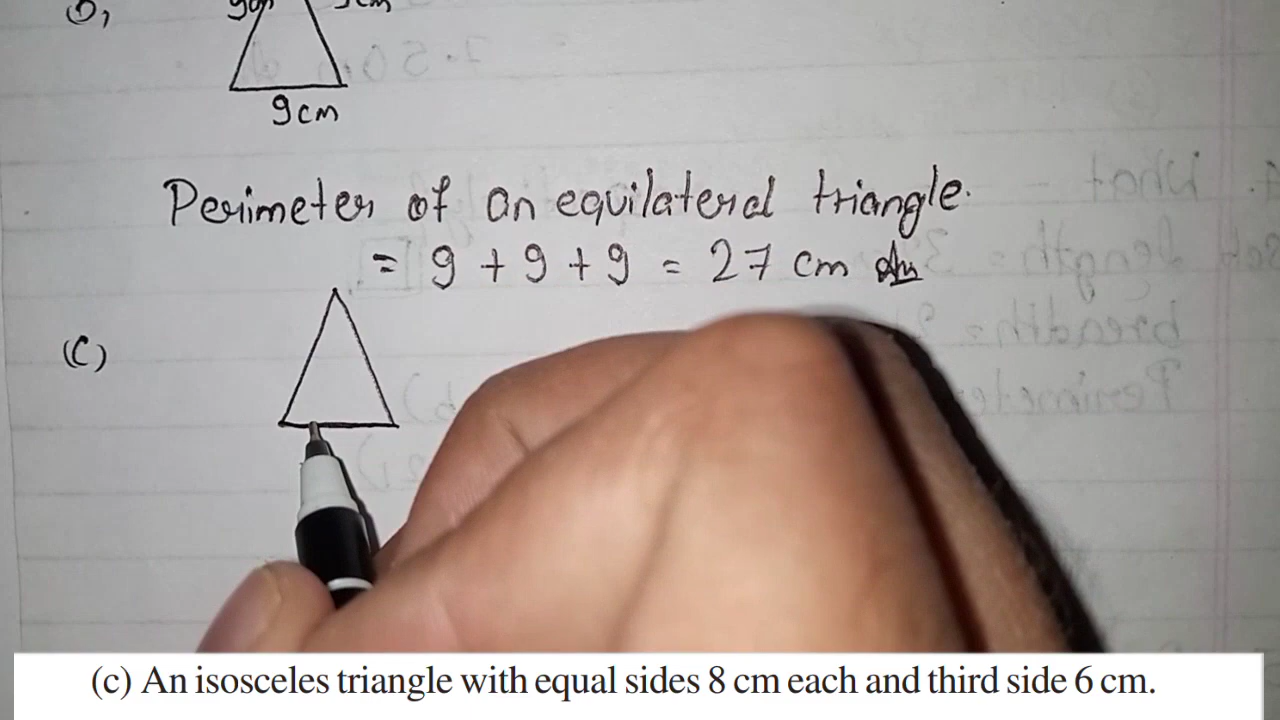 9cm
Perimeter of an equilateral triangle.
= 9 + 9 + 9 = 27 cm Ans
(C)
(c) An isosceles triangle with equal sides 8 cm each and third side 6 cm.